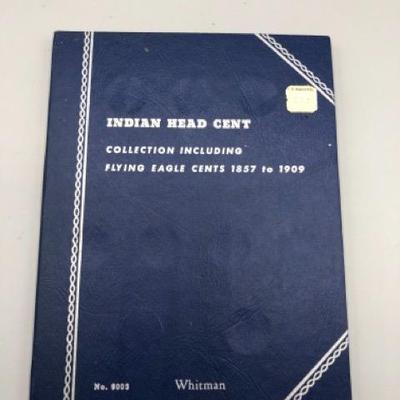 INDIAN HEAD CENT
COLLECTION INCLUDING
FLYING EAGLE CENTS 1857 to 1909
No. 9003 Whitman